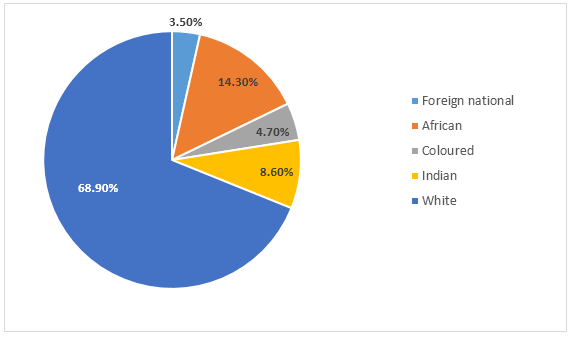 3.50%
14.30%
4.70%
8.60%
68.90%
Foreign national
African
Coloured
Indian
White